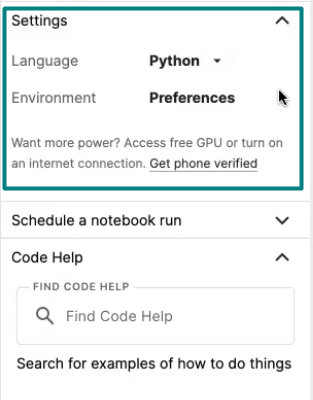 Settings
Language Python
Environment Preferences
Want more power? Access free GPU or turn on
an internet connection. Get phone verified
Schedule a notebook run
Code Help
FIND CODE HELP
Find Code Help
Search for examples of how to do things